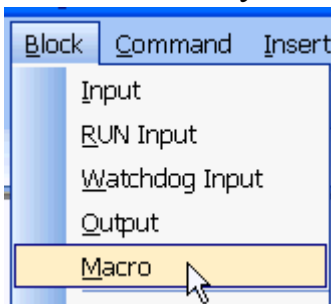 Block Command Insert
Input
RUN Input
Watchdog Input
Output
Macro